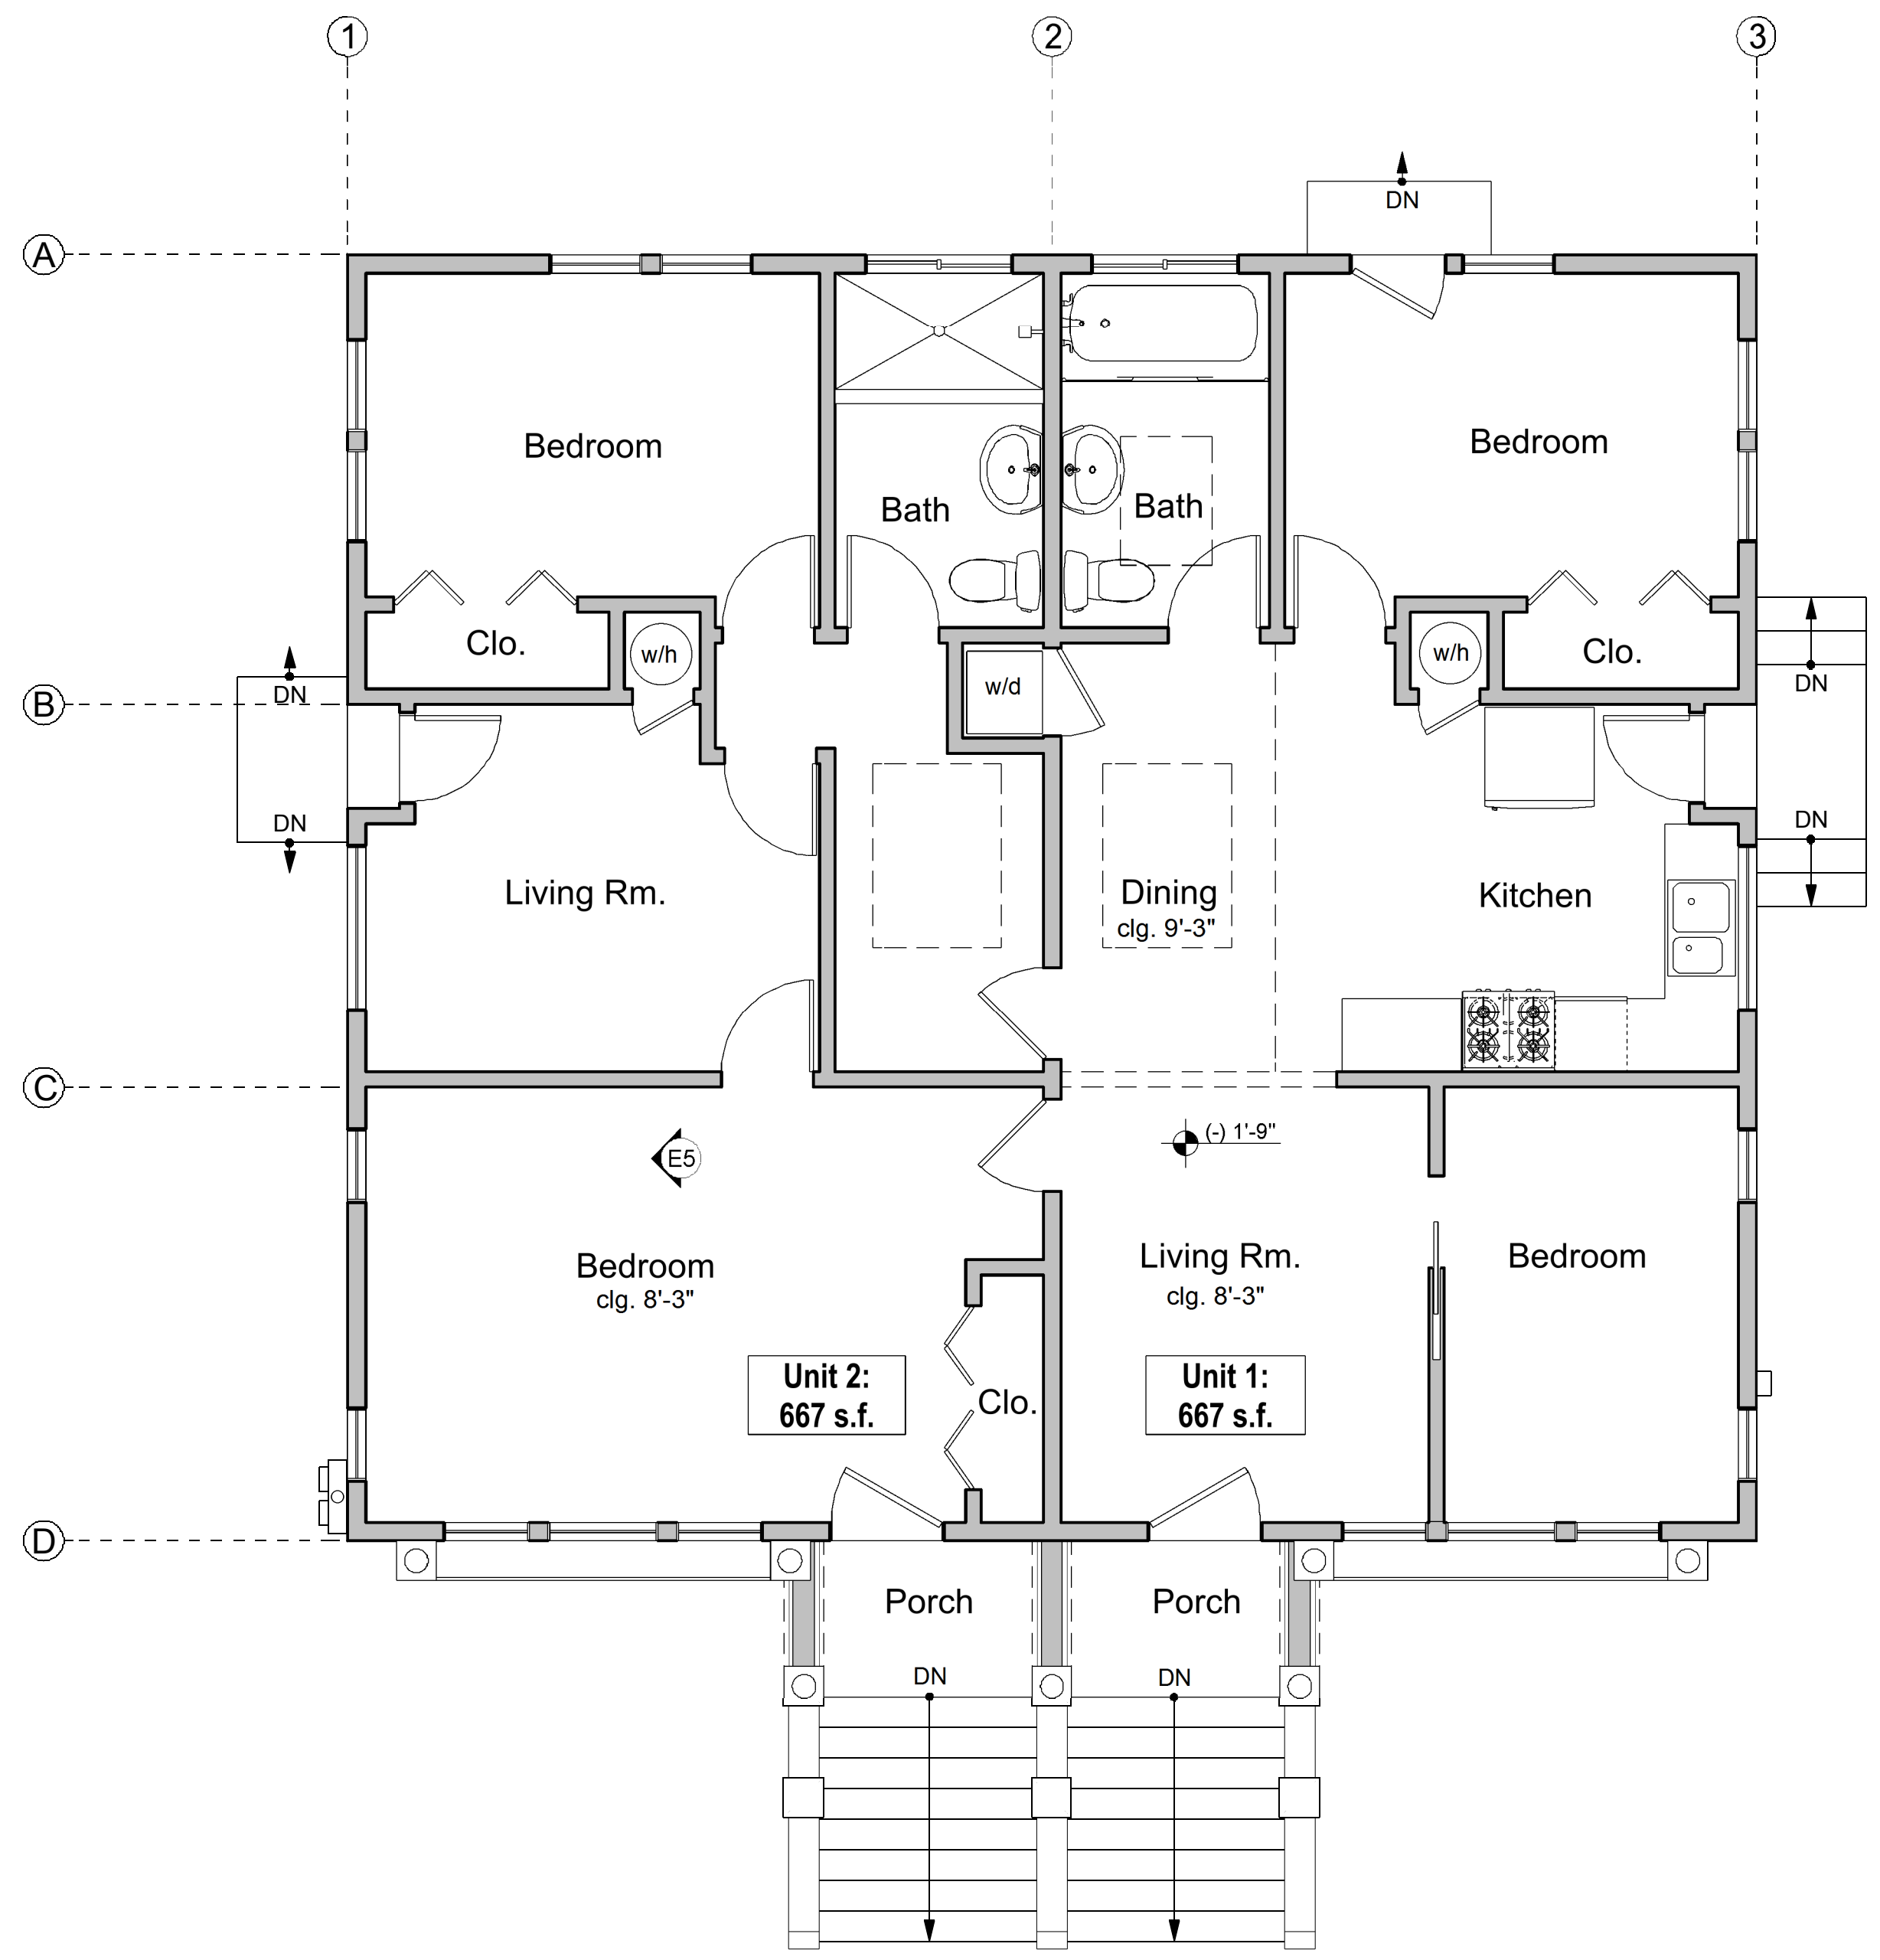 1
2
3
DN
A
Bedroom
Bedroom
Bath
Bath
Clo.
w/h
w/h
Clo.
DN
w/d
DN
B
DN
DN
Living Rm.
Dining
clg. 9'-3"
Kitchen
C
(-) 1'-9"
E5
Bedroom
clg. 8'-3"
Living Rm.
clg. 8'-3"
Bedroom
Unit 2:
667 s.f.
Clo.
Unit 1:
667 s.f.
D
Porch
Porch
DN
DN